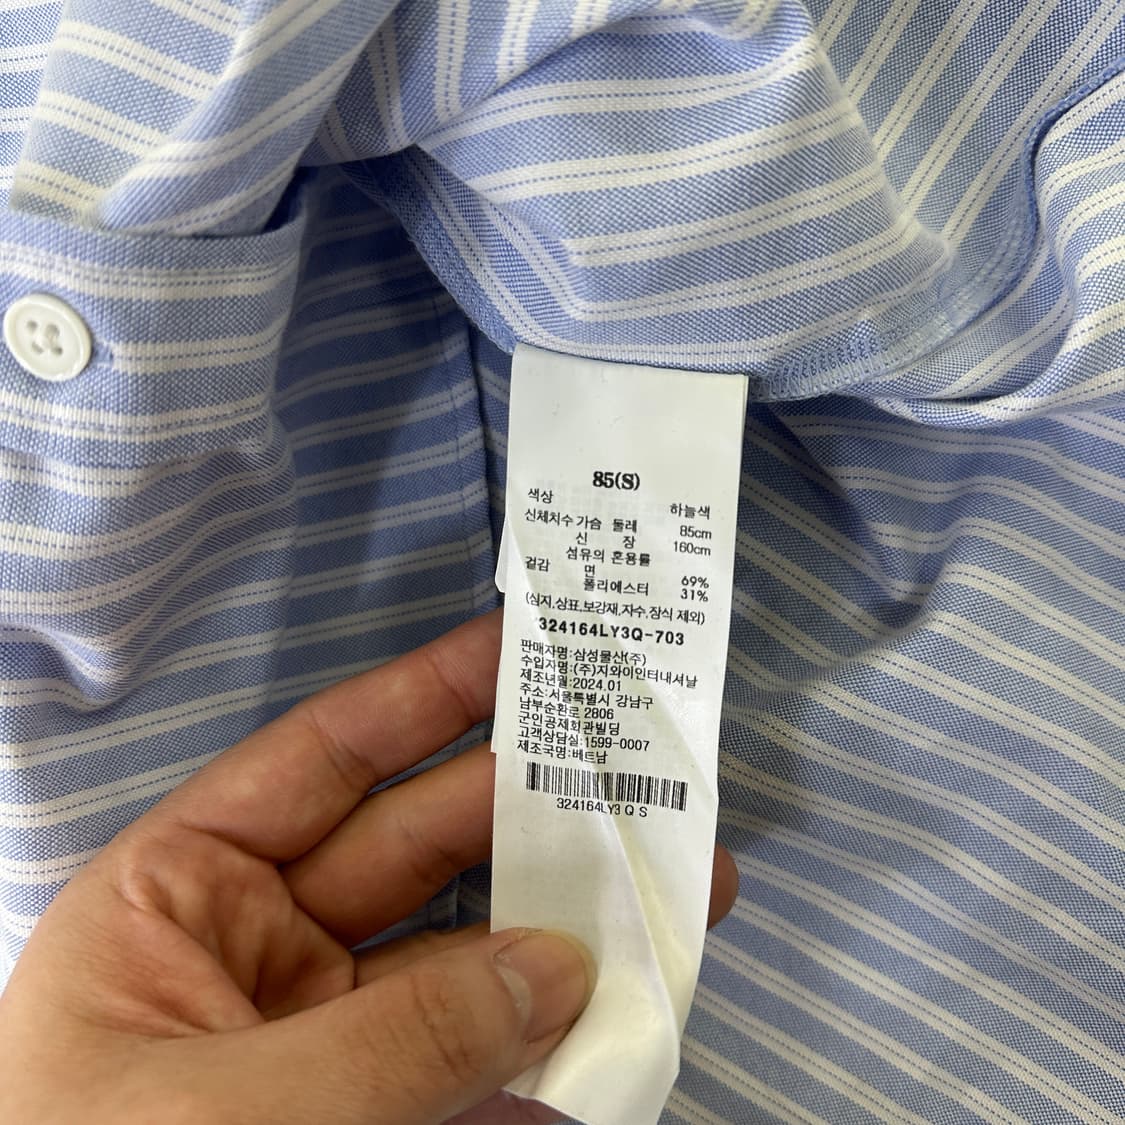 85(S)
색상 하늘색
신체치수 가슴 둘레 85cm
신 장 160cm
섬유의 혼용률
겉감 면 69%
폴리에스터 31%
(심지,상표,보강재,자수,장식 제외)
324164LY3Q-703
판매자명:삼성물산(주)
수입자명:(주)지와이인터내셔날
제조년월:2024.01
주소:서울특별시 강남구
남부순환로 2806
군인공제회관빌딩
고객상담실:1599-0007
제조국명:베트남
324164LY3 Q S